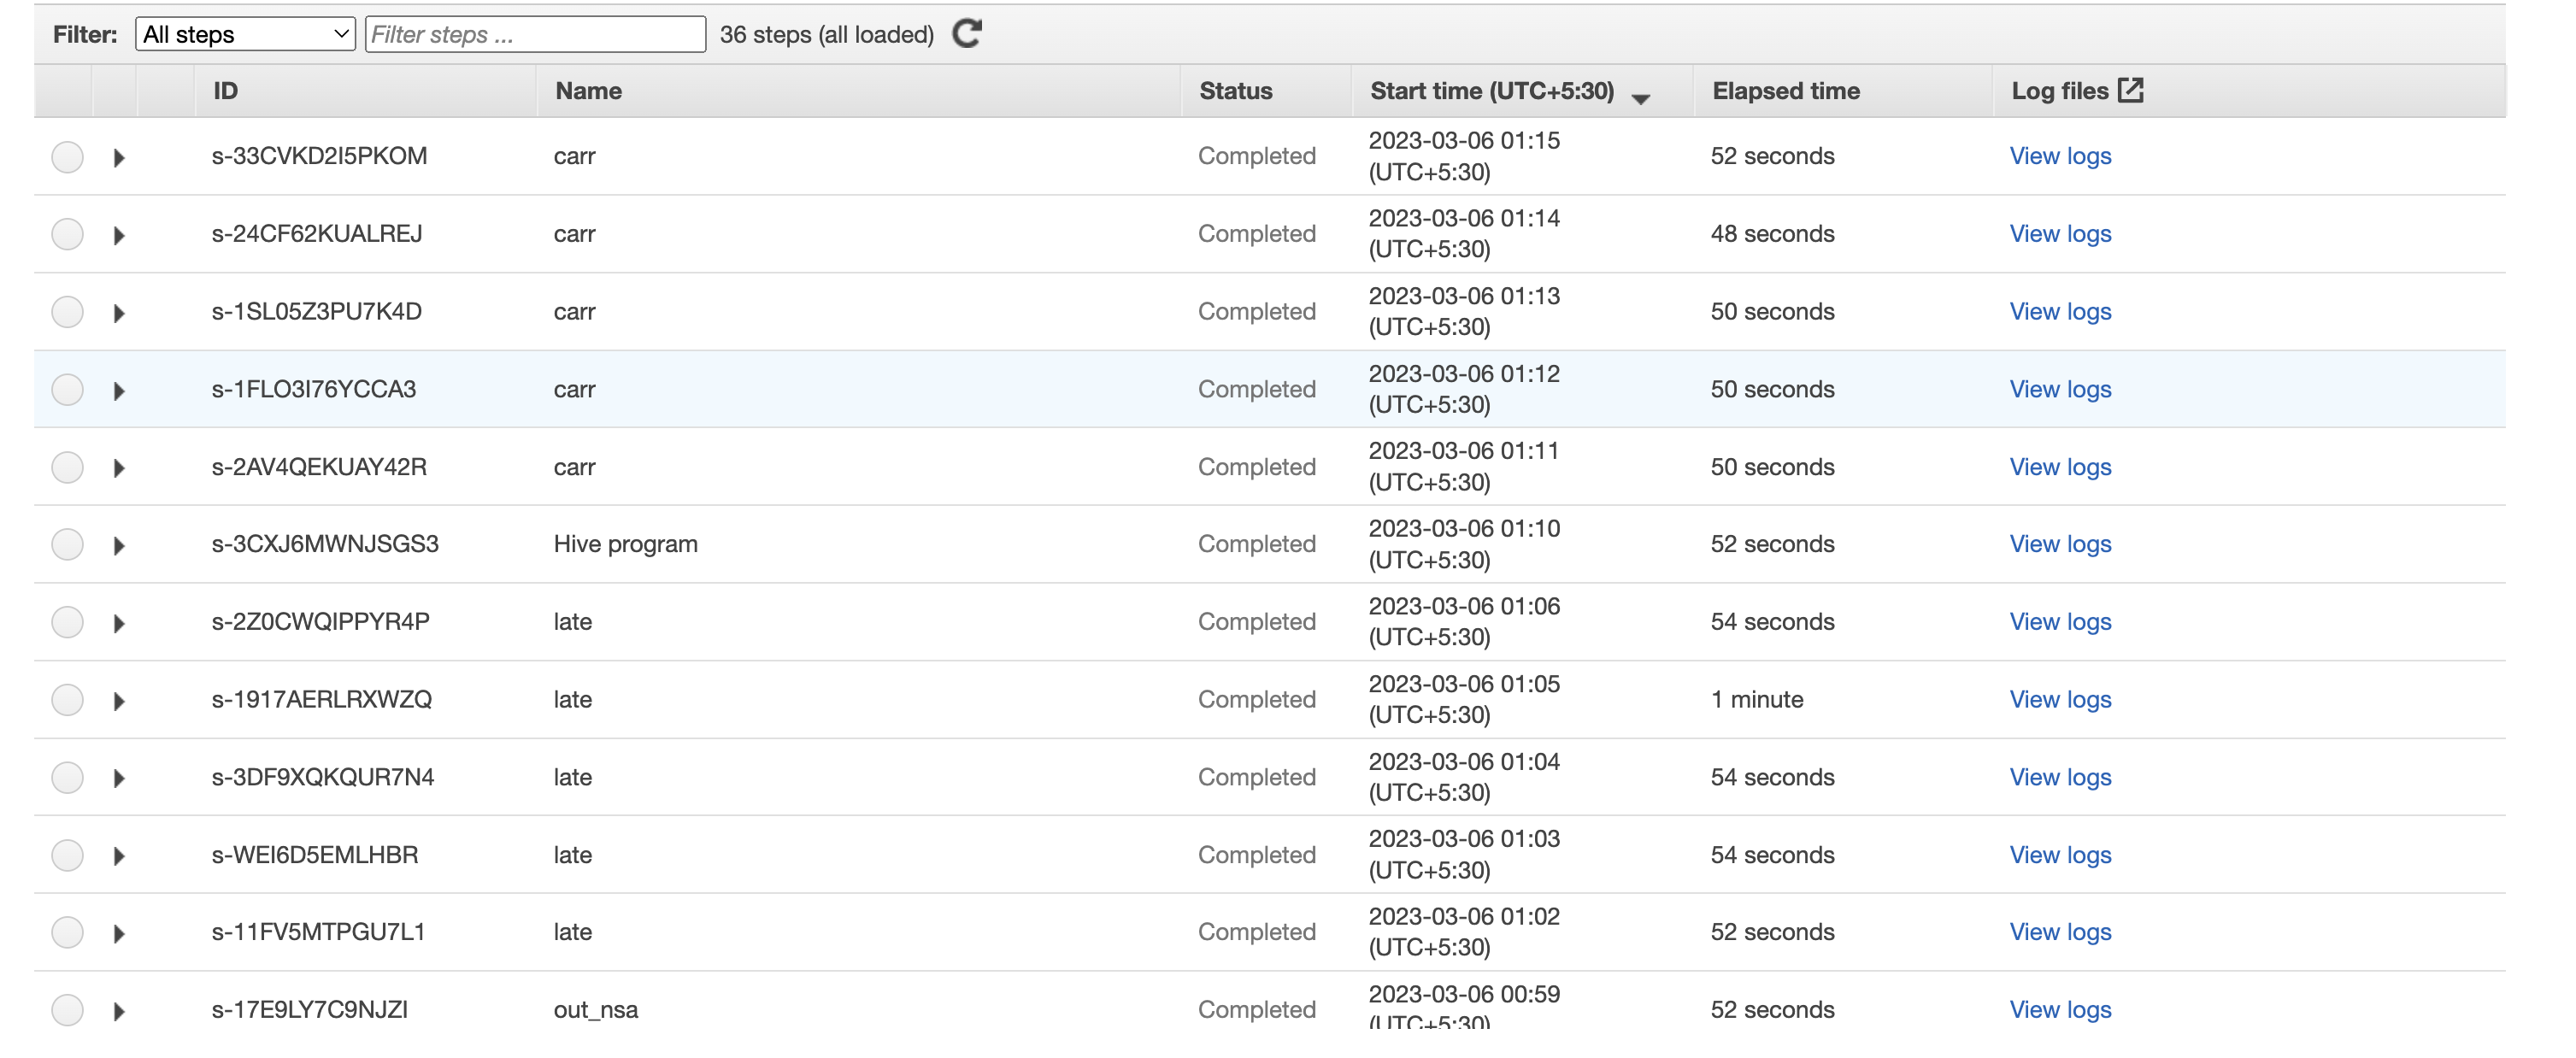 Filter: All steps Filter steps ... 36 steps (all loaded)
ID Name Status Start time (UTC+5:30) Elapsed time Log files
s-33CVKD2I5PKOM carr Completed 2023-03-06 01:15 (UTC+5:30) 52 seconds View logs
s-24CF62KUALREJ carr Completed 2023-03-06 01:14 (UTC+5:30) 48 seconds View logs
s-1SL05Z3PU7K4D carr Completed 2023-03-06 01:13 (UTC+5:30) 50 seconds View logs
s-1FLO3I76YCCA3 carr Completed 2023-03-06 01:12 (UTC+5:30) 50 seconds View logs
s-2AV4QEKUAY42R carr Completed 2023-03-06 01:11 (UTC+5:30) 50 seconds View logs
s-3CXJ6MWNJSGS3 Hive program Completed 2023-03-06 01:10 (UTC+5:30) 52 seconds View logs
s-2Z0CWQIPPYR4P late Completed 2023-03-06 01:06 (UTC+5:30) 54 seconds View logs
s-1917AERLRXWZQ late Completed 2023-03-06 01:05 (UTC+5:30) 1 minute View logs
s-3DF9XQKQUR7N4 late Completed 2023-03-06 01:04 (UTC+5:30) 54 seconds View logs
s-WEI6D5EMLHBR late Completed 2023-03-06 01:03 (UTC+5:30) 54 seconds View logs
s-11FV5MTPGU7L1 late Completed 2023-03-06 01:02 (UTC+5:30) 52 seconds View logs
s-17E9LY7C9NJZI out_nsa Completed 2023-03-06 00:59 (UTC+5:30) 52 seconds View logs